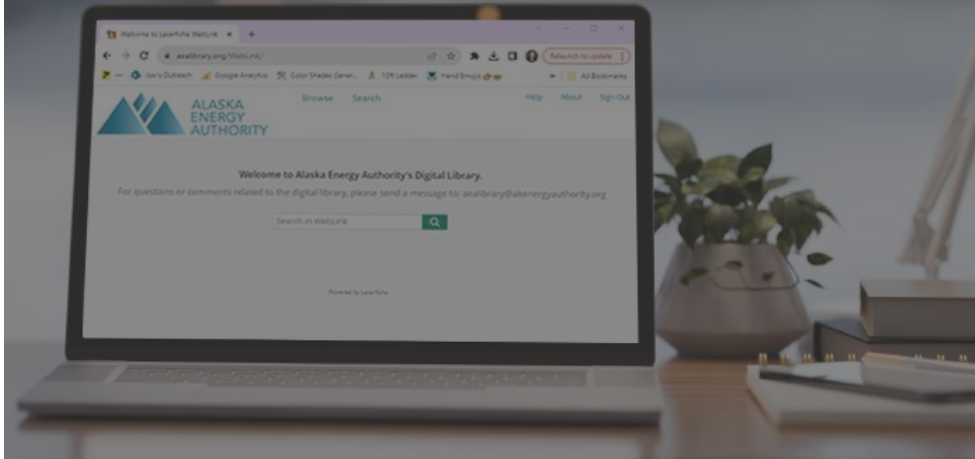 Welcome to Laserfiche WebLink
aealibrary.org/WebLink/
Relaunch to update
Joc's Outreach Google Analytics Color Shades Gener... 12ft Ladder Hand Emojis All Bookmarks
ALASKA
ENERGY
AUTHORITY
Browse Search Help About Sign Out
Welcome to Alaska Energy Authority's Digital Library.
For questions or comments related to the digital library, please send a message to: aealibrary@akenergyauthority.org
Search in WebLink
Powered by Laserfiche